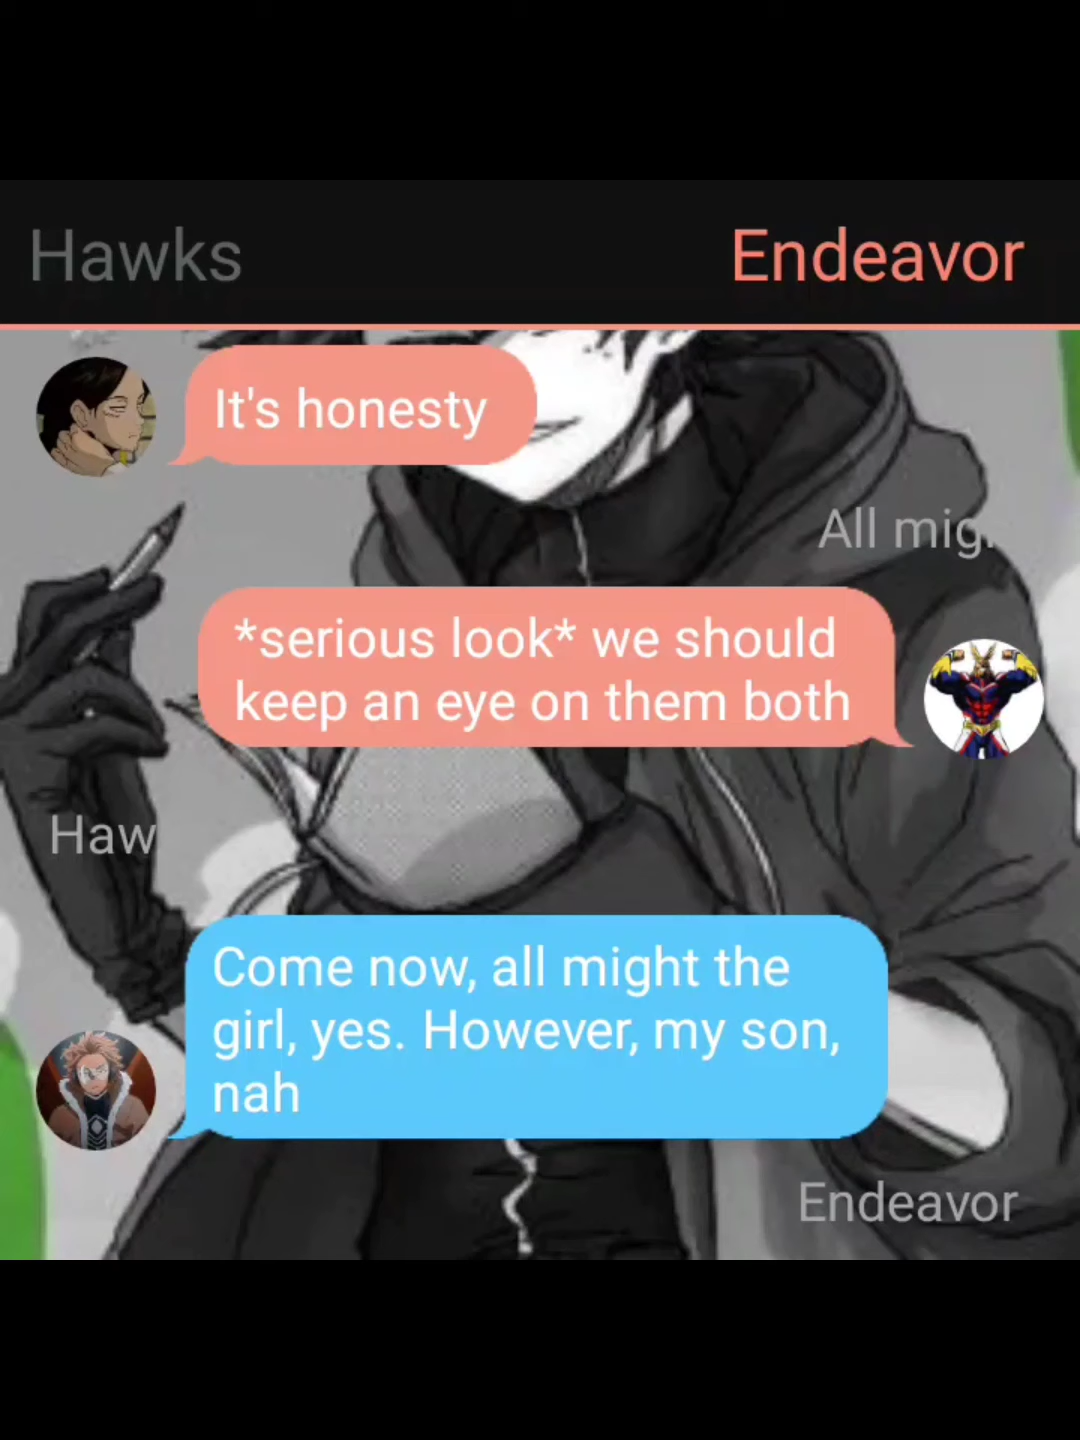 Hawks
Endeavor
It's honesty
All mig
*serious look* we should
keep an eye on them both
Haw
Come now, all might the
girl, yes. However, my son,
nah
Endeavor